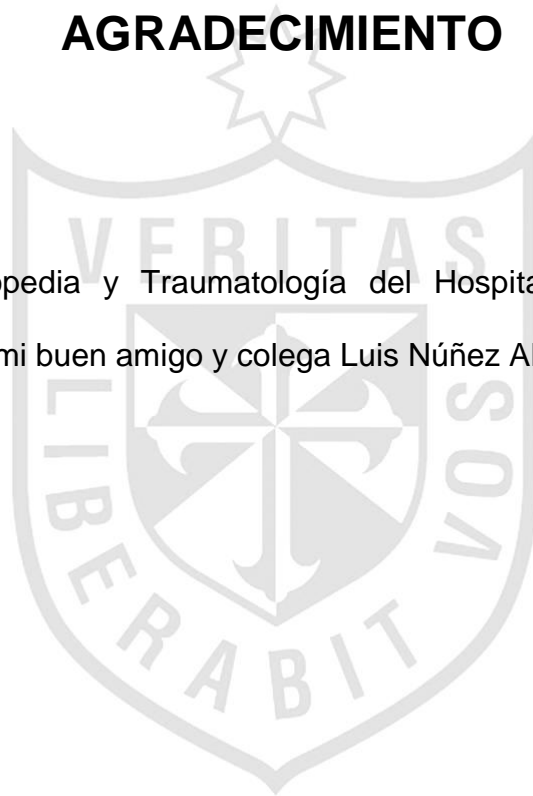 AGRADECIMIENTO
VERITAS
opedia y Traumatología del Hospita
mi buen amigo y colega Luis Núñez Al
LIBERABIT VOS